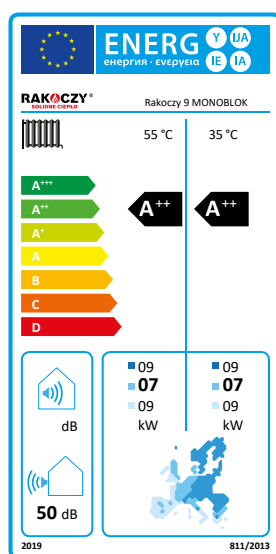 ENERG Y IJA
енергия · ενεργεια IE IA
RAKOCZY®
SOLIDNE CIEPŁO
Rakoczy 9 MONOBLOK
55 °C 35 °C
A+++
A++
A+
A
B
C
D
A++ A++
dB
50 dB
09 09
07 07
09 09
kW kW
2019 811/2013